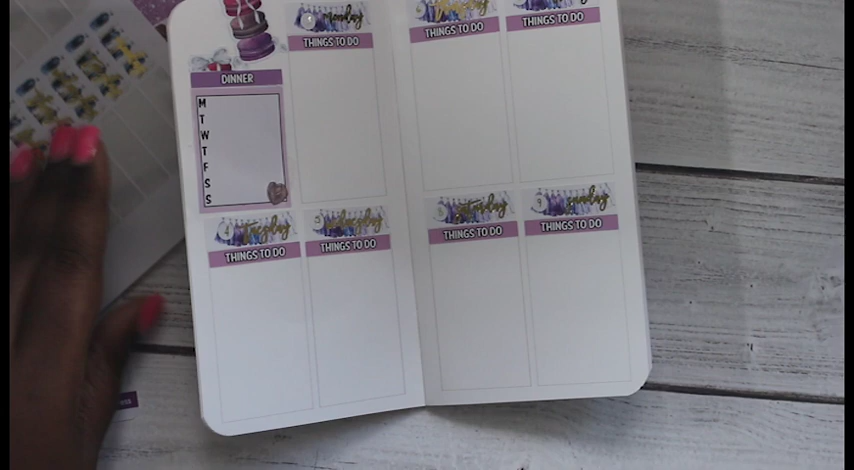 Monday
THINGS TO DO
DINNER
M
T
W
T
F
S
S
4 Tuesday
THINGS TO DO
5 Wednesday
THINGS TO DO
THINGS TO DO
THINGS TO DO
Saturday
THINGS TO DO
9 Sunday
THINGS TO DO